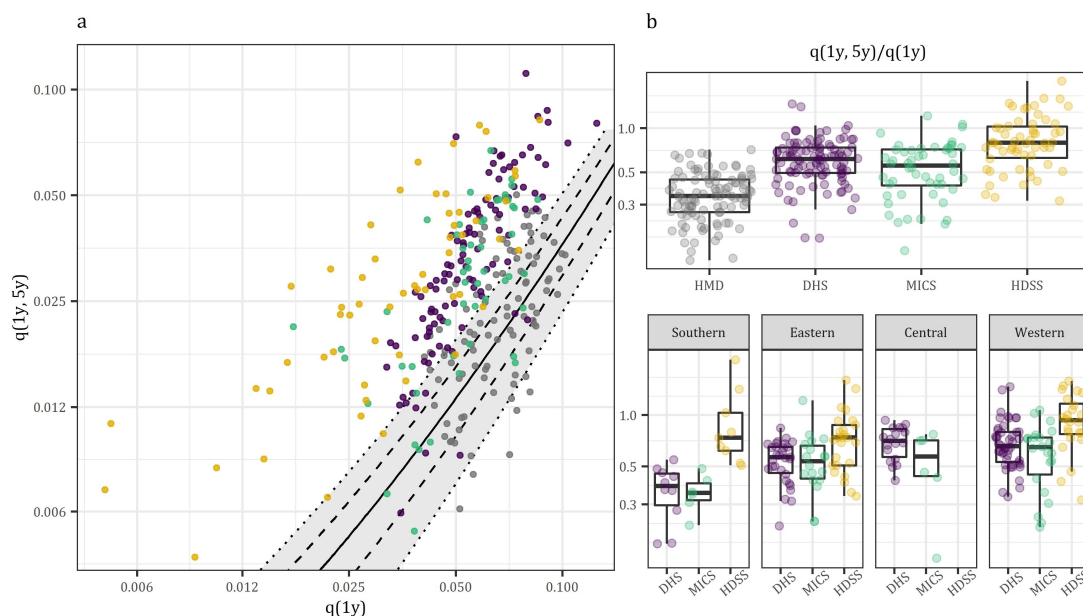 a
q(1y, 5y)
0.100
0.050
0.025
0.012
0.006
0.006 0.012 0.025 0.050 0.100
q(1y)
b
q(1y, 5y)/q(1y)
1.0
0.5
0.3
HMD DHS MICS HDSS
Southern Eastern Central Western
1.0
0.5
0.3
DHS MICS HDSS DHS MICS HDSS DHS MICS HDSS DHS MICS HDSS